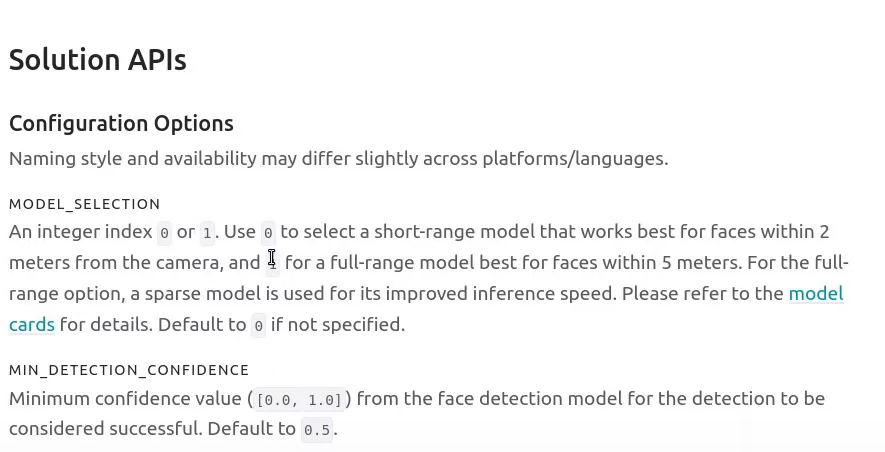 Solution APIs
Configuration Options
Naming style and availability may differ slightly across platforms/languages.
MODEL_SELECTION
An integer index 0 or 1. Use 0 to select a short-range model that works best for faces within 2
meters from the camera, and 1 for a full-range model best for faces within 5 meters. For the full-
range option, a sparse model is used for its improved inference speed. Please refer to the model
cards for details. Default to 0 if not specified.
MIN_DETECTION_CONFIDENCE
Minimum confidence value ([0.0, 1.0]) from the face detection model for the detection to be
considered successful. Default to 0.5.